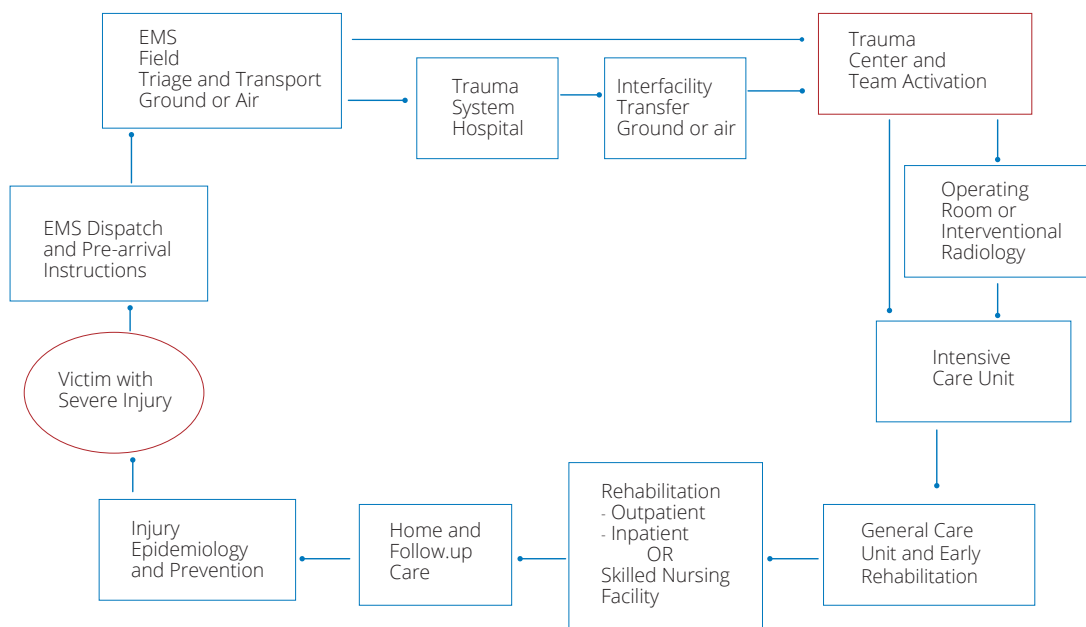 EMS
Field
Triage and Transport
Ground or Air
Trauma
System
Hospital
Interfacility
Transfer
Ground or air
Trauma
Center and
Team Activation
Operating
Room or
Interventional
Radiology
Intensive
Care Unit
General Care
Unit and Early
Rehabilitation
Rehabilitation
- Outpatient
- Inpatient
OR
Skilled Nursing
Facility
Home and
Follow.up
Care
Injury
Epidemiology
and Prevention
Victim with
Severe Injury
EMS Dispatch
and Pre-arrival
Instructions